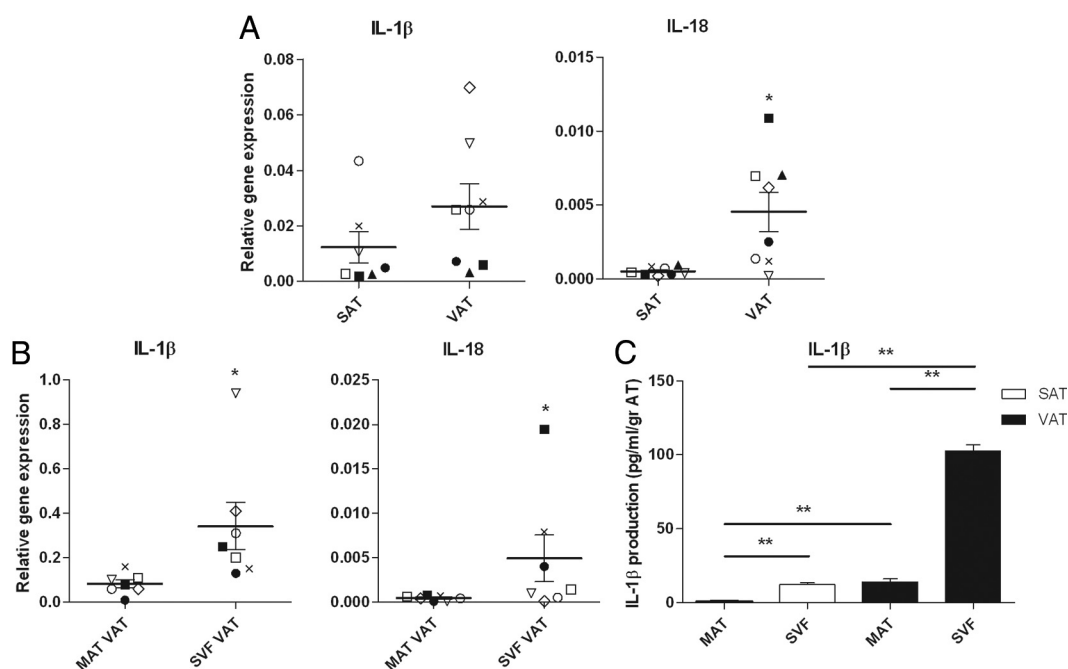 A
IL-1β
Relative gene expression
0.08
0.06
0.04
0.02
0.00
SAT
VAT
IL-18
0.015
0.010
0.005
0.000
*
SAT
VAT
B
IL-1β
Relative gene expression
1.0
0.8
0.6
0.4
0.2
0.0
*
MAT VAT
SVF VAT
IL-18
0.025
0.020
0.015
0.010
0.005
0.000
*
MAT VAT
SVF VAT
C
IL-1β
IL-1β production (pg/ml/gr AT)
150
100
50
0
**
**
**
**
MAT
SVF
MAT
SVF
SAT
VAT